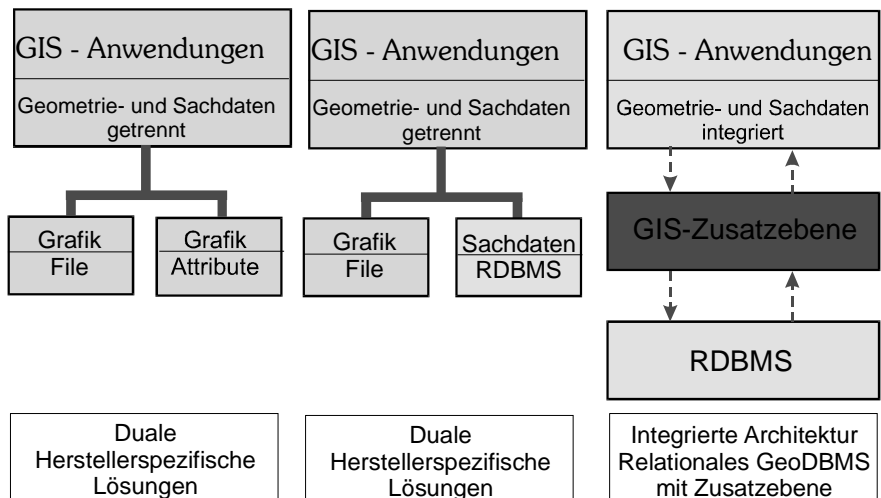 GIS - Anwendungen
Geometrie- und Sachdaten
getrennt
Grafik
File
Grafik
Attribute
Duale
Herstellerspezifische
Lösungen
GIS - Anwendungen
Geometrie- und Sachdaten
getrennt
Grafik
File
Sachdaten
RDBMS
Duale
Herstellerspezifische
Lösungen
GIS - Anwendungen
Geometrie- und Sachdaten
integriert
GIS-Zusatzebene
RDBMS
Integrierte Architektur
Relationales GeoDBMS
mit Zusatzebene